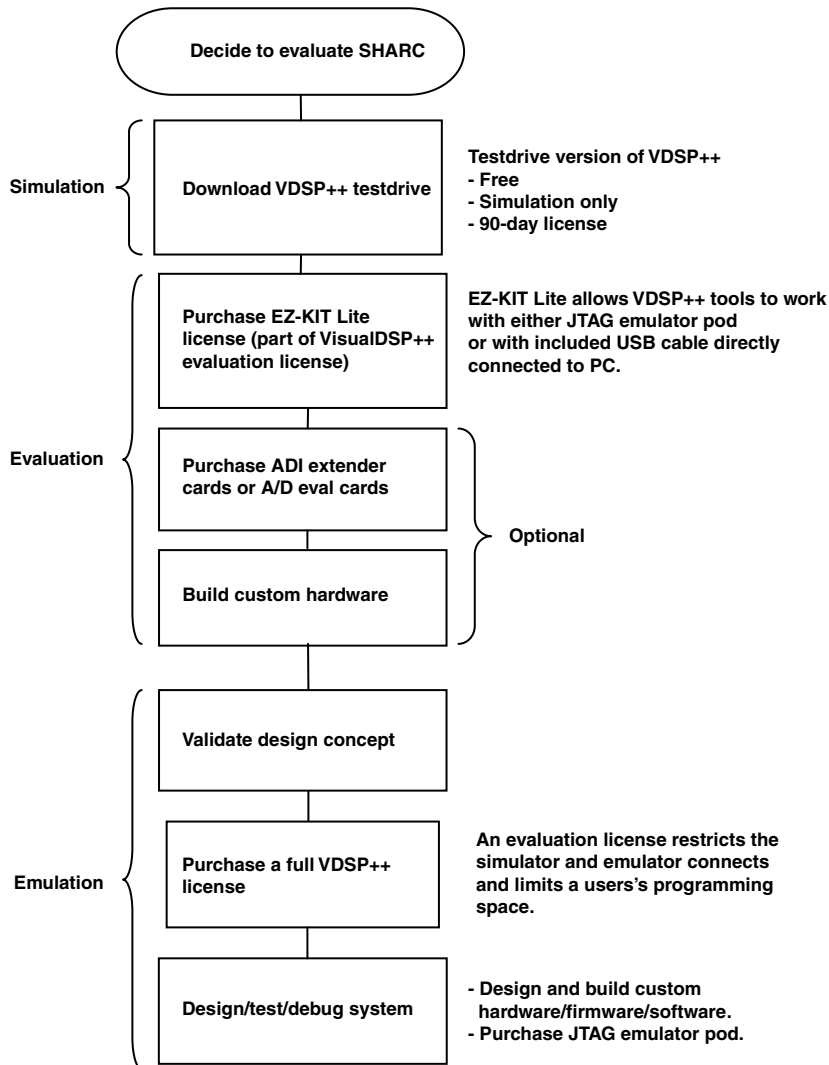 Decide to evaluate SHARC
Simulation
Download VDSP++ testdrive
Testdrive version of VDSP++
- Free
- Simulation only
- 90-day license
Evaluation
Purchase EZ-KIT Lite
license (part of VisualDSP++
evaluation license)
EZ-KIT Lite allows VDSP++ tools to work
with either JTAG emulator pod
or with included USB cable directly
connected to PC.
Purchase ADI extender
cards or A/D eval cards
Optional
Build custom hardware
Emulation
Validate design concept
Purchase a full VDSP++
license
An evaluation license restricts the
simulator and emulator connects
and limits a users's programming
space.
Design/test/debug system
- Design and build custom
hardware/firmware/software.
- Purchase JTAG emulator pod.